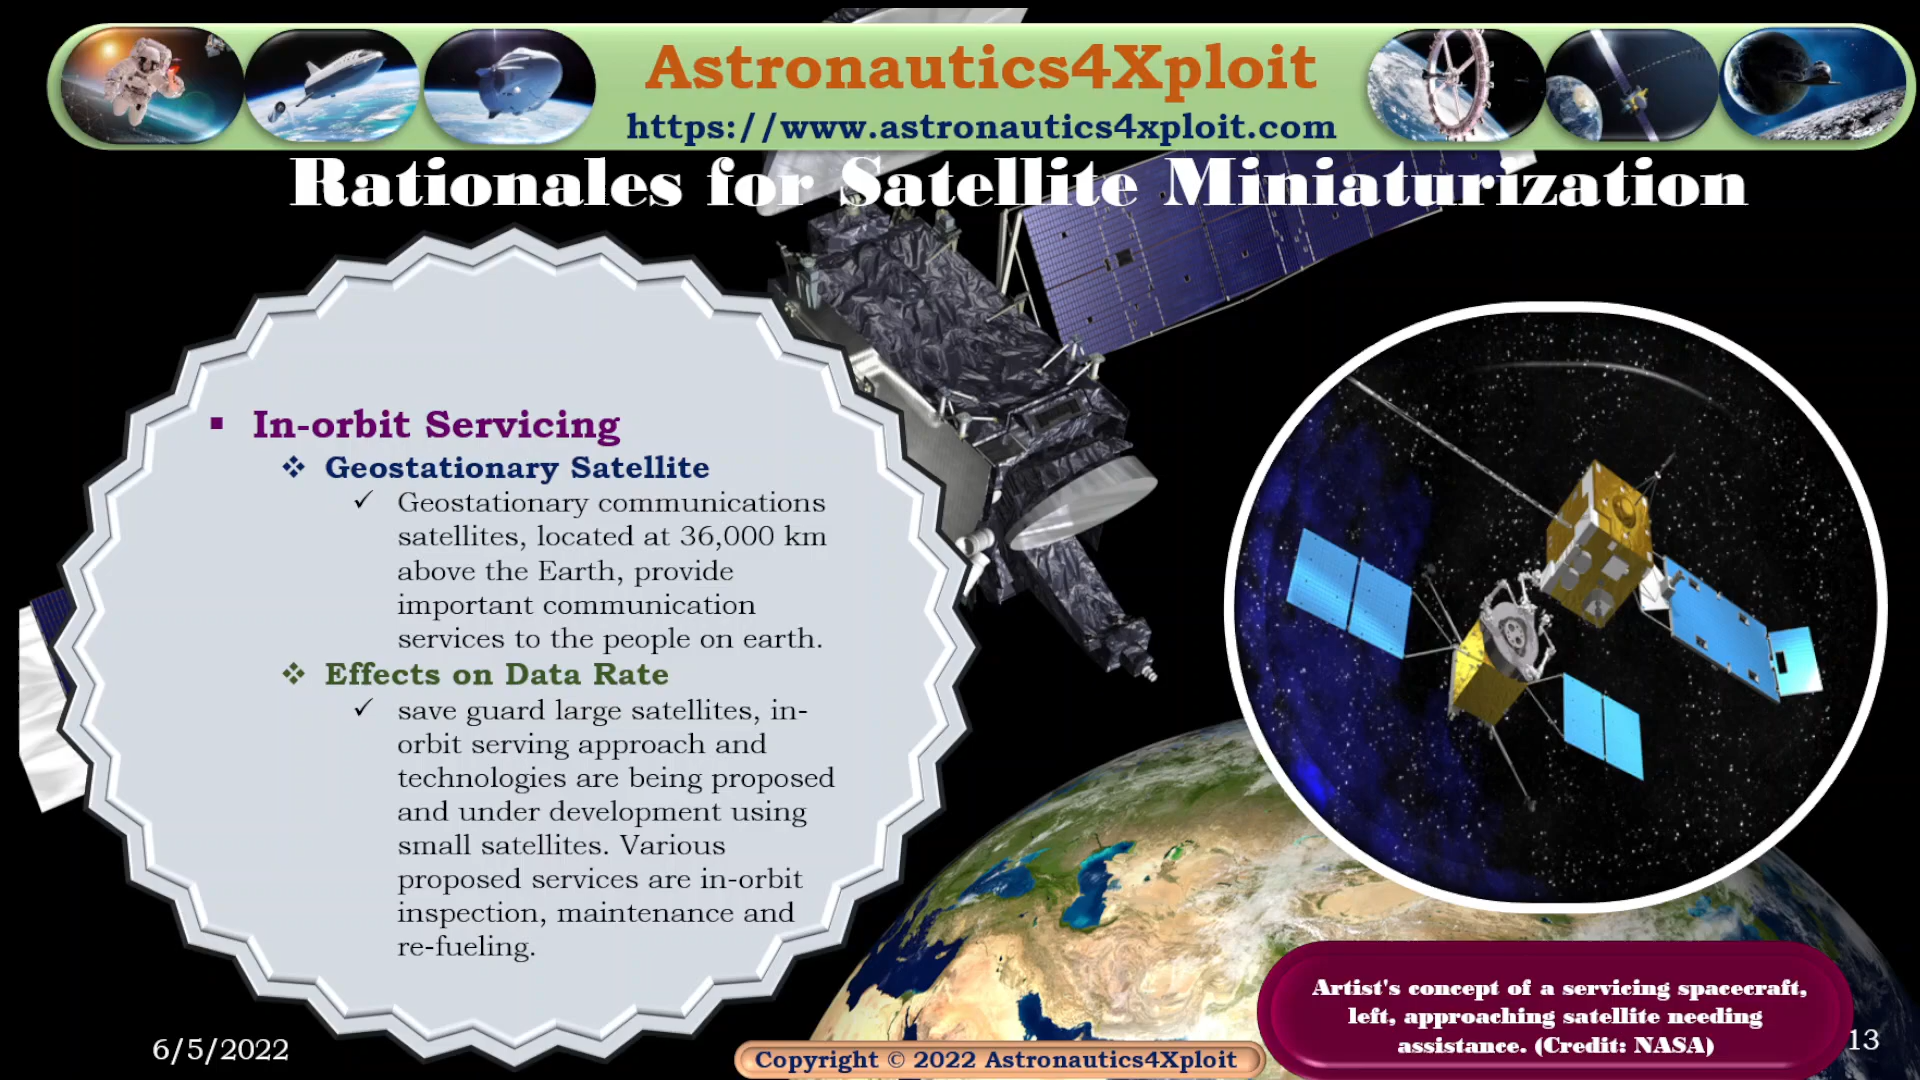 Astronautics4Xploit
https://www.astronautics4xploit.com
Rationales for Satellite Miniaturization
In-orbit Servicing
Geostationary Satellite
Geostationary communications
satellites, located at 36,000 km
above the Earth, provide
important communication
services to the people on earth.
Effects on Data Rate
save guard large satellites, in-
orbit serving approach and
technologies are being proposed
and under development using
small satellites. Various
proposed services are in-orbit
inspection, maintenance and
re-fueling.
Artist's concept of a servicing spacecraft,
left, approaching satellite needing
assistance. (Credit: NASA)
6/5/2022
Copyright © 2022 Astronautics4Xploit
13